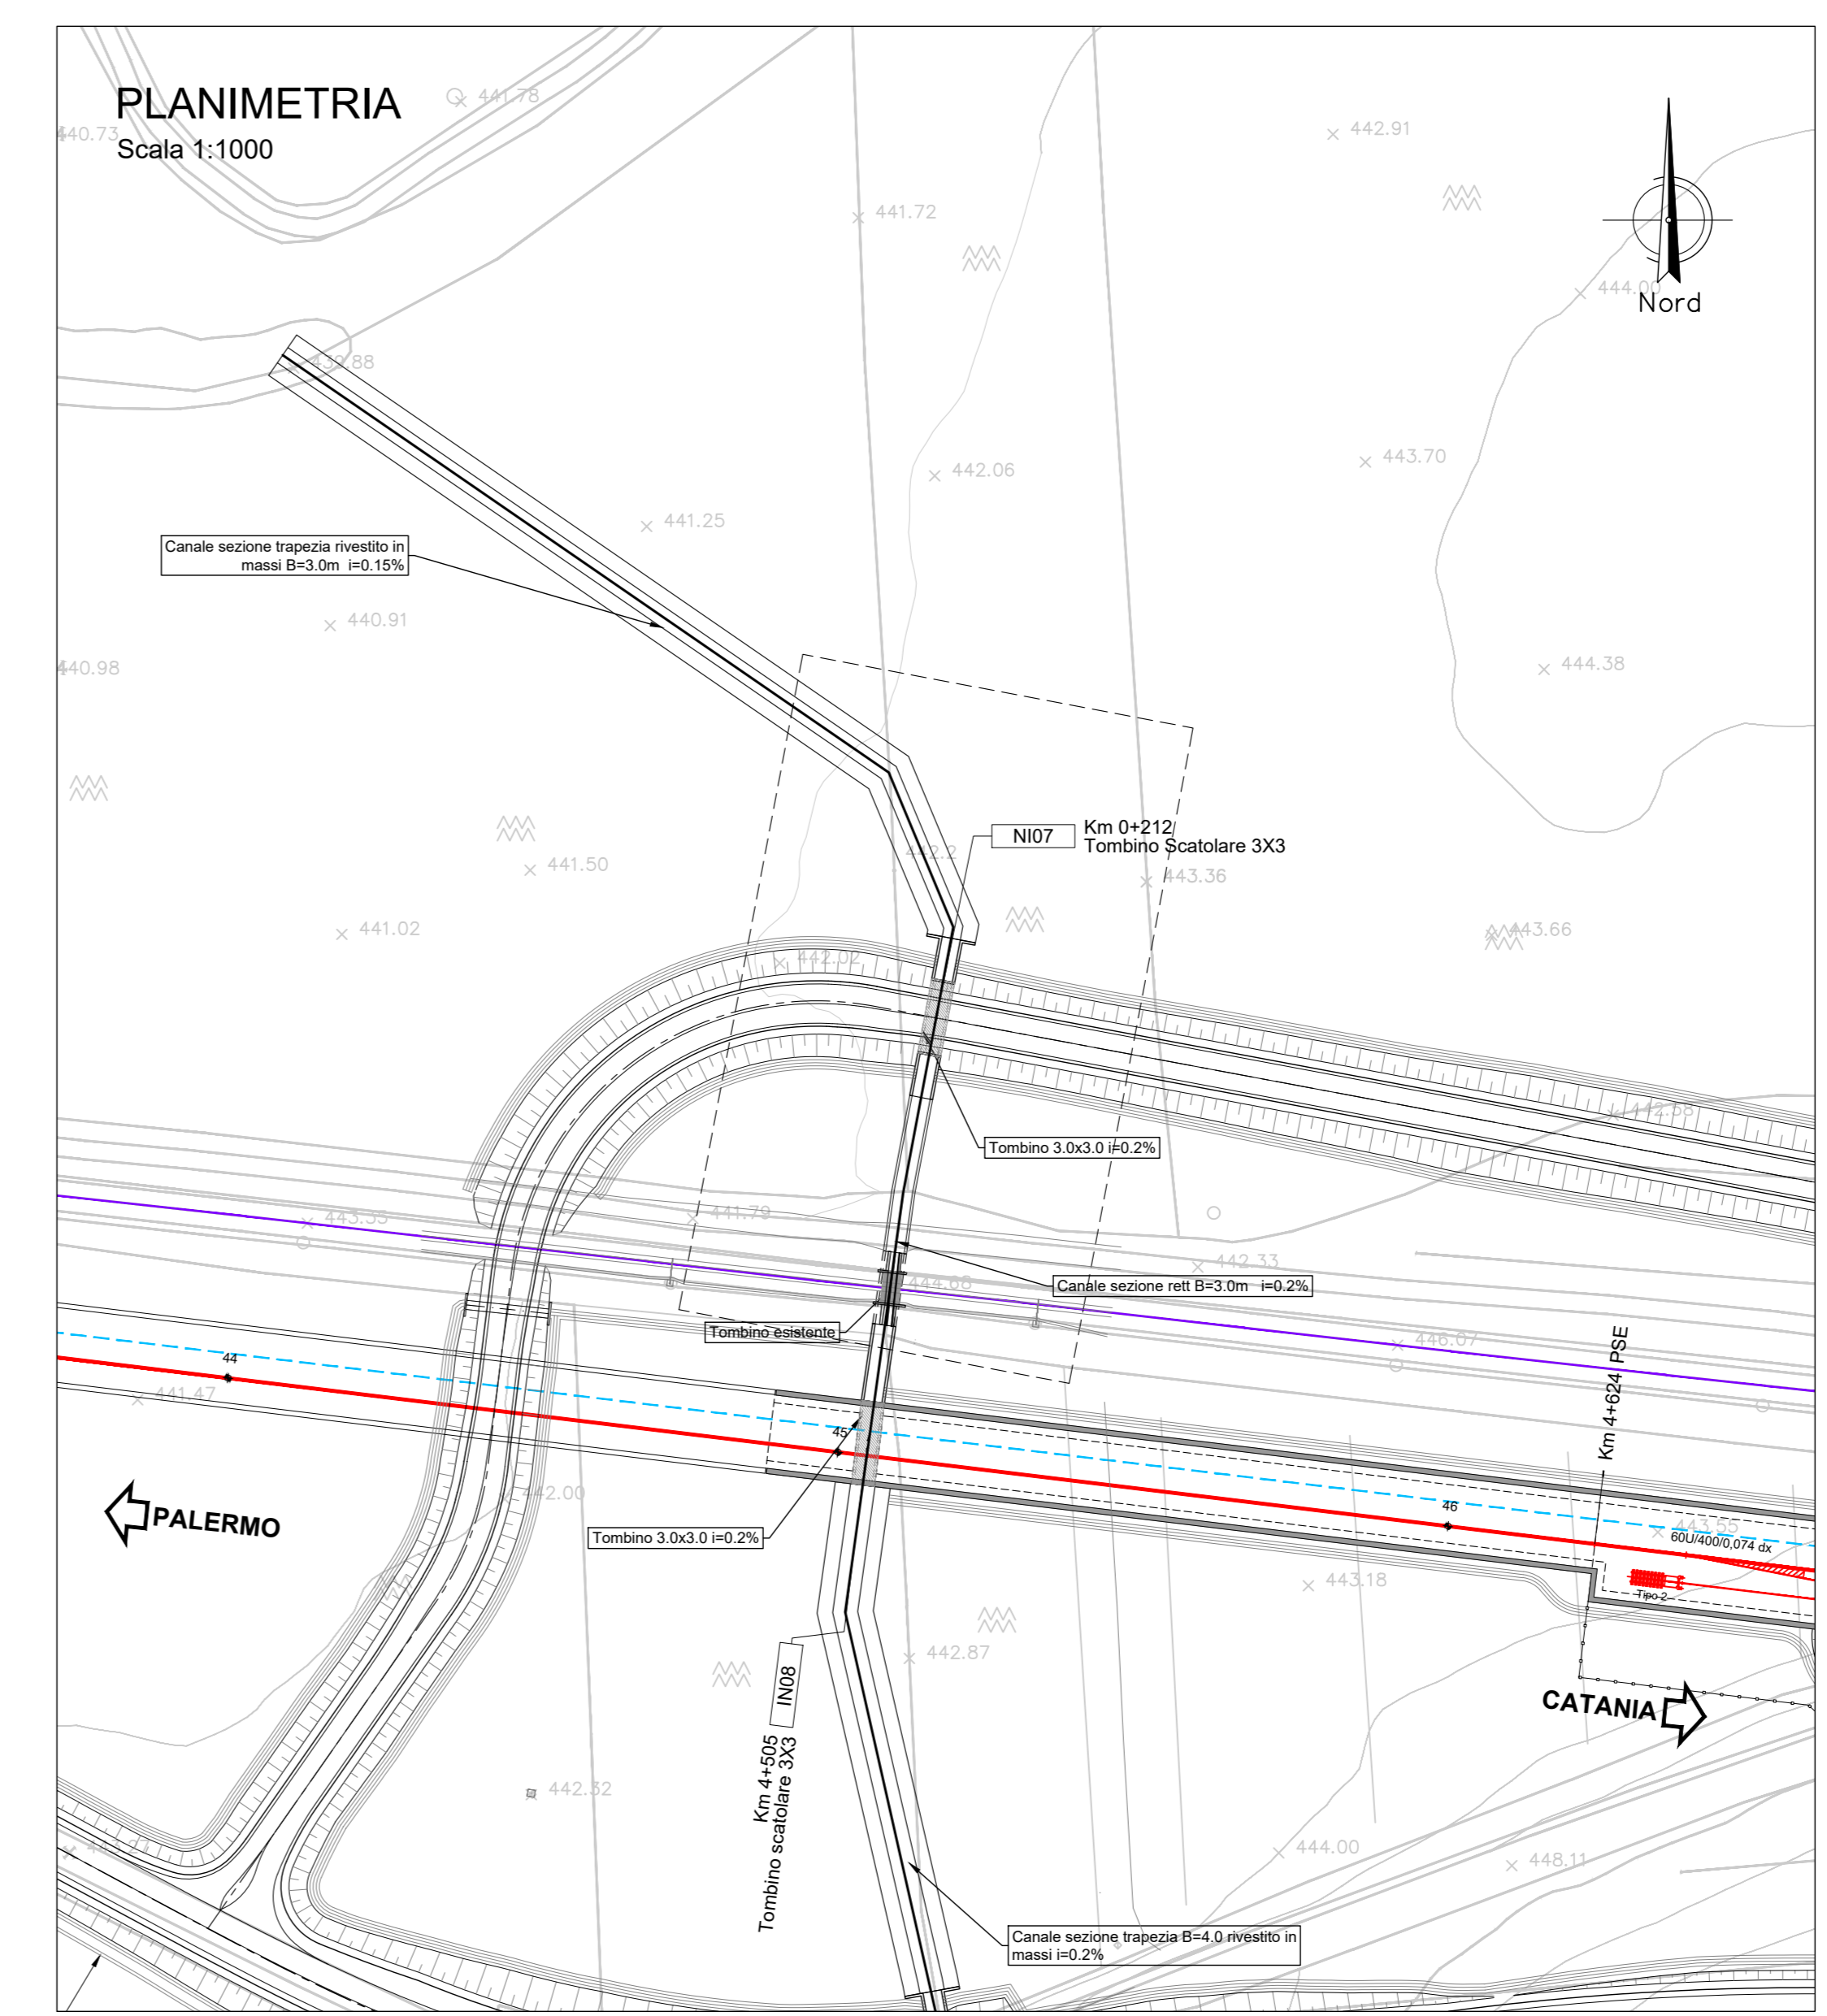 PLANIMETRIA
Scala 1:1000
441.78
440.73
442.91
441.72
444.00
Nord
439.88
442.06
443.70
441.25
Canale sezione trapezia rivestito in
massi B=3.0m i=0.15%
440.91
440.98
444.38
NI07
Km 0+212
Tombino Scatolare 3X3
442.2
441.50
443.36
441.02
443.66
442.02
442.58
Tombino 3.0x3.0 i=0.2%
443.35
441.79
442.33
444.68
Canale sezione rett B=3.0m i=0.2%
Tombino esistente
446.07
Km 4+624 PSE
44
441.47
45
442.00
46
443.55
60U/400/0,074 dx
PALERMO
Tombino 3.0x3.0 i=0.2%
443.18
Tipo 2
442.87
IN08
Km 4+505
Tombino scatolare 3X3
CATANIA
442.32
444.00
448.11
Canale sezione trapezia B=4.0 rivestito in
massi i=0.2%